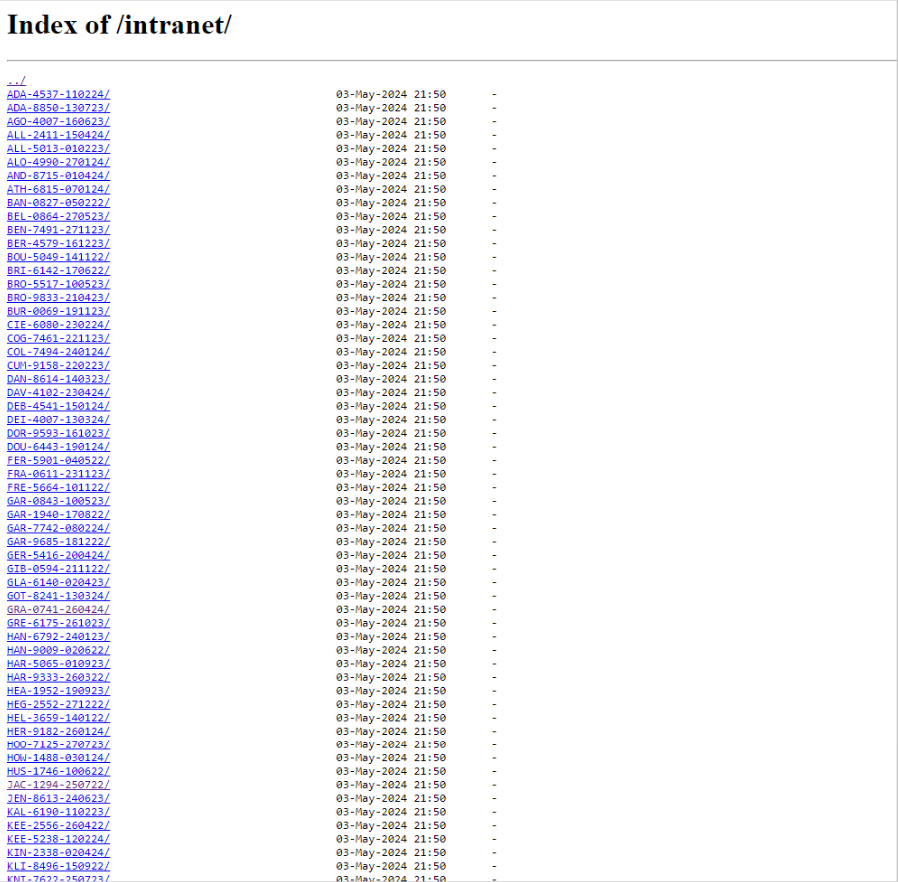 Index of /intranet/
../
ADA-4537-110224/ 03-May-2024 21:50 -
ADA-8850-130723/ 03-May-2024 21:50 -
AGO-4007-160623/ 03-May-2024 21:50 -
ALL-2411-150424/ 03-May-2024 21:50 -
ALL-5013-010223/ 03-May-2024 21:50 -
ALO-4990-270124/ 03-May-2024 21:50 -
AND-8715-010424/ 03-May-2024 21:50 -
ATH-6815-070124/ 03-May-2024 21:50 -
BAN-0827-050222/ 03-May-2024 21:50 -
BEL-0864-270523/ 03-May-2024 21:50 -
BEN-7491-271123/ 03-May-2024 21:50 -
BER-4579-161223/ 03-May-2024 21:50 -
BOU-5049-141122/ 03-May-2024 21:50 -
BRI-6142-170622/ 03-May-2024 21:50 -
BRO-5517-100523/ 03-May-2024 21:50 -
BRO-9833-210423/ 03-May-2024 21:50 -
BUR-0069-191123/ 03-May-2024 21:50 -
CIE-6080-230224/ 03-May-2024 21:50 -
COG-7461-221123/ 03-May-2024 21:50 -
COL-7494-240124/ 03-May-2024 21:50 -
CUM-9158-220223/ 03-May-2024 21:50 -
DAN-8614-140323/ 03-May-2024 21:50 -
DAV-4102-230424/ 03-May-2024 21:50 -
DEB-4541-150124/ 03-May-2024 21:50 -
DEI-4007-130324/ 03-May-2024 21:50 -
DOR-9593-161023/ 03-May-2024 21:50 -
DOU-6443-190124/ 03-May-2024 21:50 -
FER-5901-040522/ 03-May-2024 21:50 -
FRA-0611-231123/ 03-May-2024 21:50 -
FRE-5664-101122/ 03-May-2024 21:50 -
GAR-0843-100523/ 03-May-2024 21:50 -
GAR-1940-170822/ 03-May-2024 21:50 -
GAR-7742-080224/ 03-May-2024 21:50 -
GAR-9685-181222/ 03-May-2024 21:50 -
GER-5416-200424/ 03-May-2024 21:50 -
GIB-0594-211122/ 03-May-2024 21:50 -
GLA-6140-020423/ 03-May-2024 21:50 -
GOT-8241-130324/ 03-May-2024 21:50 -
GRA-0741-260424/ 03-May-2024 21:50 -
GRE-6175-261023/ 03-May-2024 21:50 -
HAN-6792-240123/ 03-May-2024 21:50 -
HAN-9009-020622/ 03-May-2024 21:50 -
HAR-5065-010923/ 03-May-2024 21:50 -
HAR-9333-260322/ 03-May-2024 21:50 -
HEA-1952-190923/ 03-May-2024 21:50 -
HEG-2552-271222/ 03-May-2024 21:50 -
HEL-3659-140122/ 03-May-2024 21:50 -
HER-9182-260124/ 03-May-2024 21:50 -
HOO-7125-270723/ 03-May-2024 21:50 -
HOW-1488-030124/ 03-May-2024 21:50 -
HUS-1746-100622/ 03-May-2024 21:50 -
JAC-1294-250722/ 03-May-2024 21:50 -
JEN-8613-240623/ 03-May-2024 21:50 -
KAL-6190-110223/ 03-May-2024 21:50 -
KEE-2556-260422/ 03-May-2024 21:50 -
KEE-5238-120224/ 03-May-2024 21:50 -
KIN-2338-020424/ 03-May-2024 21:50 -
KLI-8496-150922/ 03-May-2024 21:50 -
KNI-7622-250723/ 03-May-2024 21:50 -